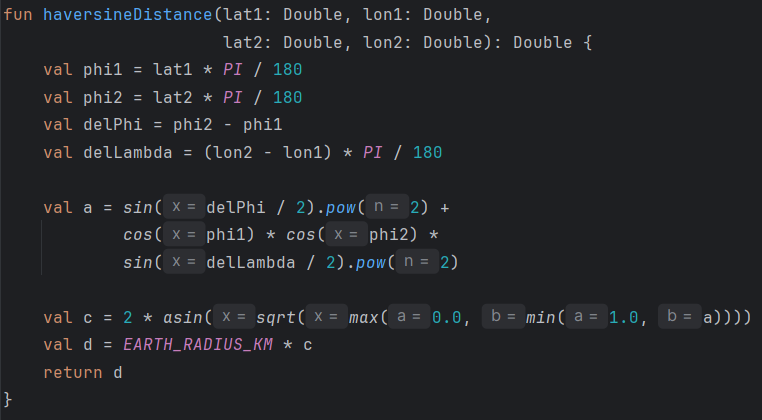 fun haversineDistance(lat1: Double, lon1: Double,
lat2: Double, lon2: Double): Double {
val phi1 = lat1 * PI / 180
val phi2 = lat2 * PI / 180
val delPhi = phi2 - phi1
val delLambda = (lon2 - lon1) * PI / 180
val a = sin( x = delPhi / 2).pow( n = 2) +
cos( x = phi1) * cos( x = phi2) *
sin( x = delLambda / 2).pow( n = 2)
val c = 2 * asin( x = sqrt( x = max( a = 0.0, b = min( a = 1.0, b = a))))
val d = EARTH_RADIUS_KM * c
return d
}